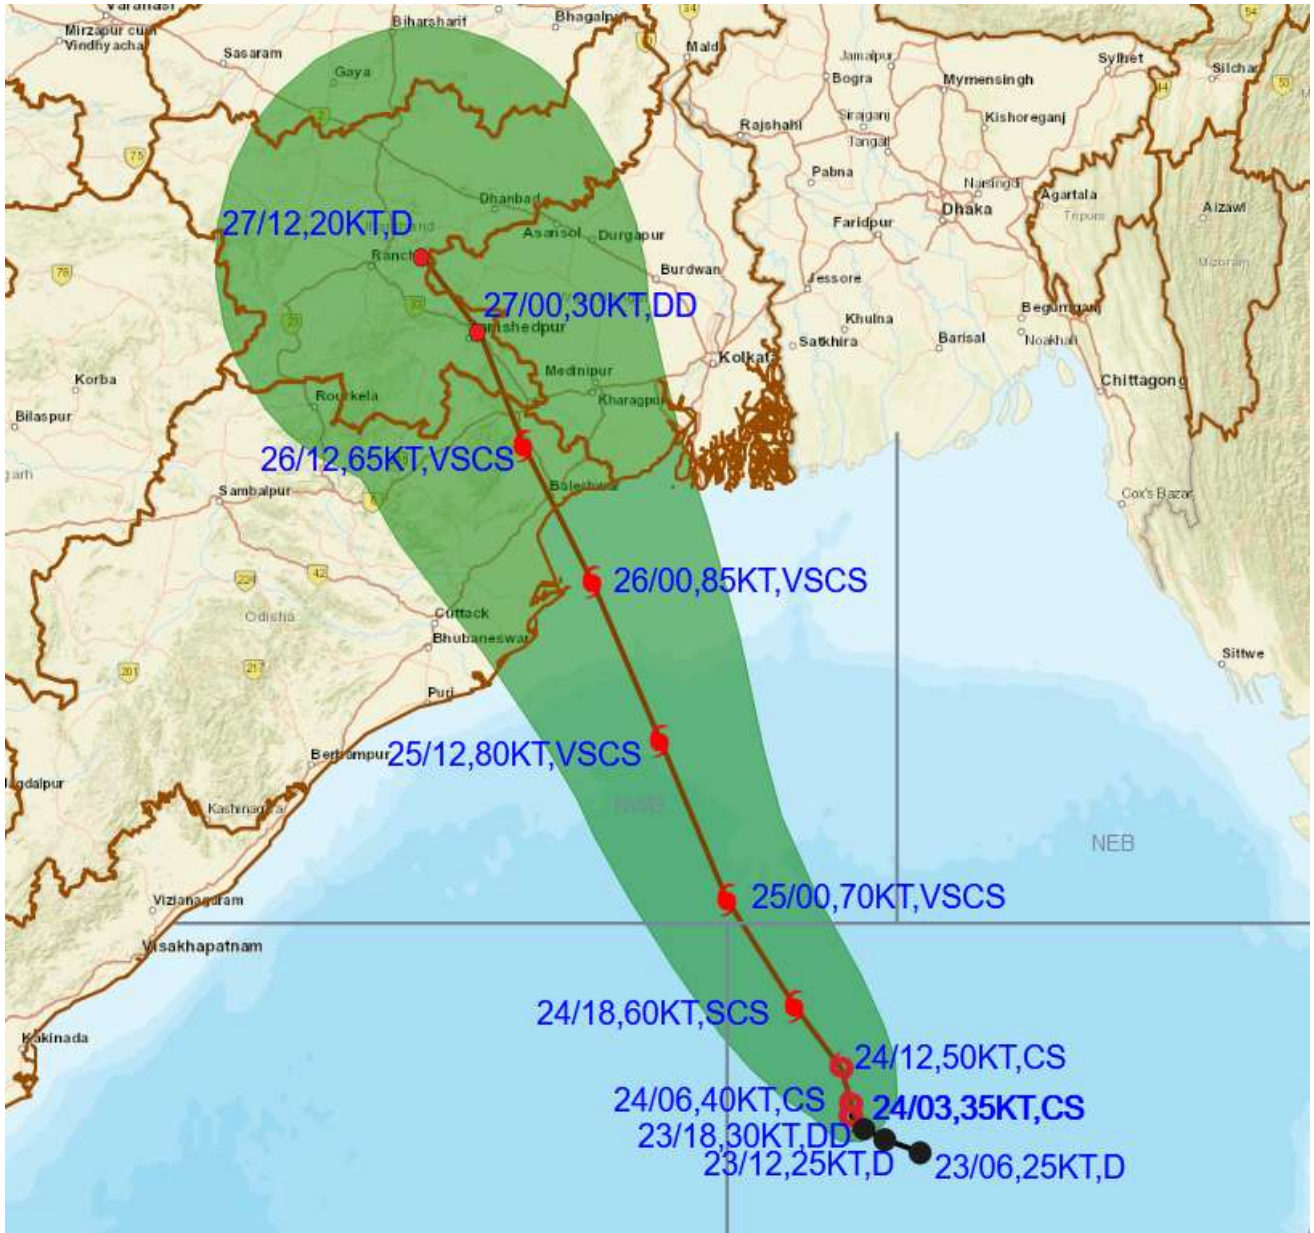 Varanasi
Biharsharif
Bhagalpur
Mirzapur cum
Vindhyachal
Sasaram
Gaya
Malda
Jamalpur
Bogra
Mymensingh
Sylhet
Silchar
Rajshahi
Sirajganj
Kishoreganj
Tangail
Pabna
Narsingdi
Dhanbad
Dhaka
Agartala
Tripura
Aizawl
Faridpur
27/12,20KT,D
Asansol
Durgapur
Ranchi
Burdwan
Jessore
Mizoram
27/00,30KT,DD
Jamshedpur
Khulna
Begumganj
Satkhira
Barisal
Noakhali
Kolkata
Korba
Medinipur
Chittagong
Rourkela
Kharagpur
Bilaspur
26/12,65KT,VSCS
Sambalpur
Baleshwar
Cox's Bazar
26/00,85KT,VSCS
Odisha
Cuttack
Bhubaneswar
Sittwe
Puri
25/12,80KT,VSCS
Berhampur
Jagdalpur
Kashinagar
NWB
NEB
Vizianagaram
25/00,70KT,VSCS
Visakhapatnam
24/18,60KT,SCS
Kakinada
24/12,50KT,CS
24/06,40KT,CS
24/03,35KT,CS
23/18,30KT,DD
23/12,25KT,D
23/06,25KT,D